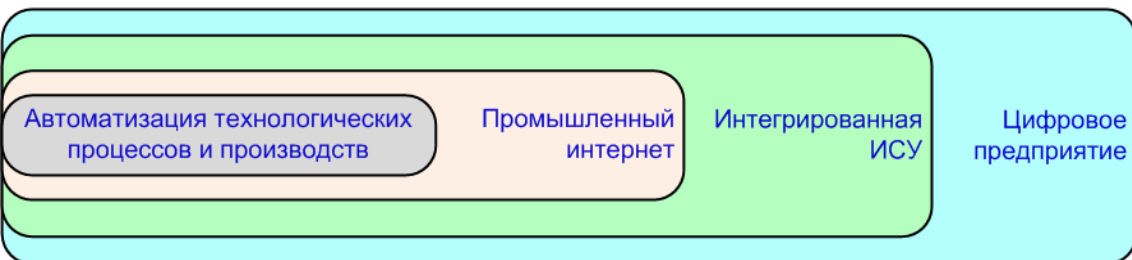 Автоматизация технологических
процессов и производств
Промышленный
интернет
Интегрированная
ИСУ
Цифровое
предприятие